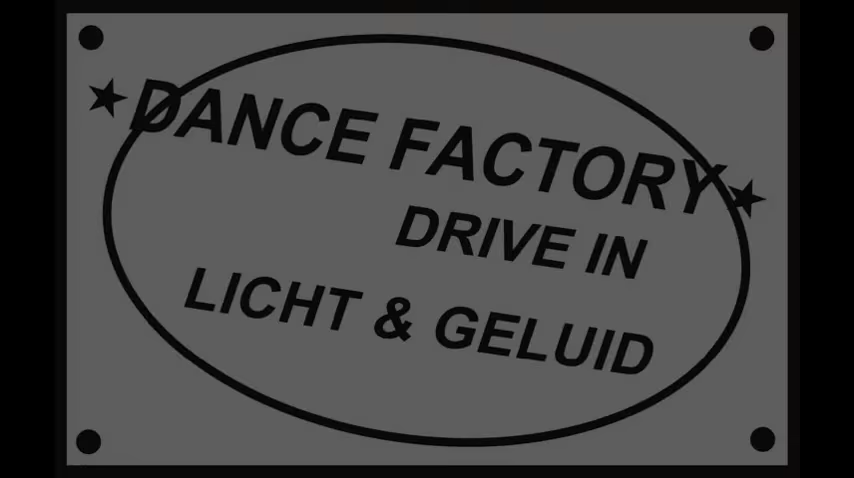 ★DANCE FACTORY★
DRIVE IN
LICHT & GELUID